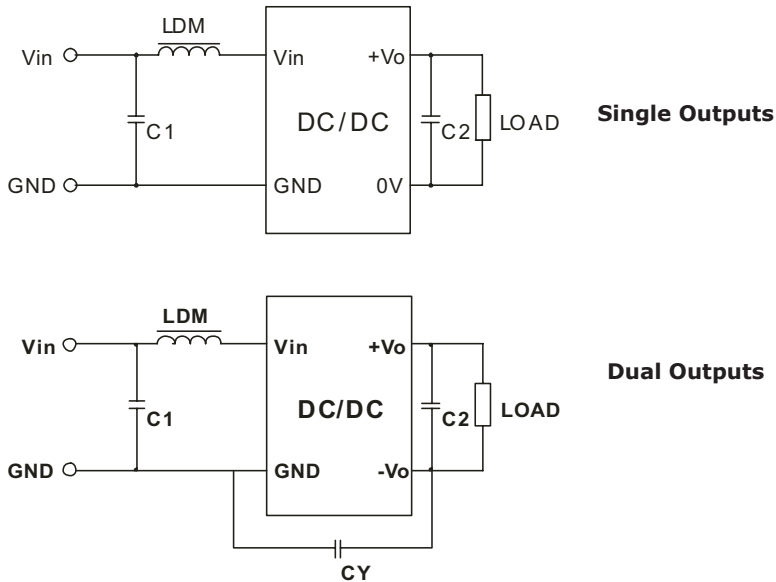 LDM
Vin
Vin
+Vo
C1
DC/DC
C2
LOAD
Single Outputs
GND
GND
0V
LDM
Vin
Vin
+Vo
Dual Outputs
C1
DC/DC
C2
LOAD
GND
GND
-Vo
CY